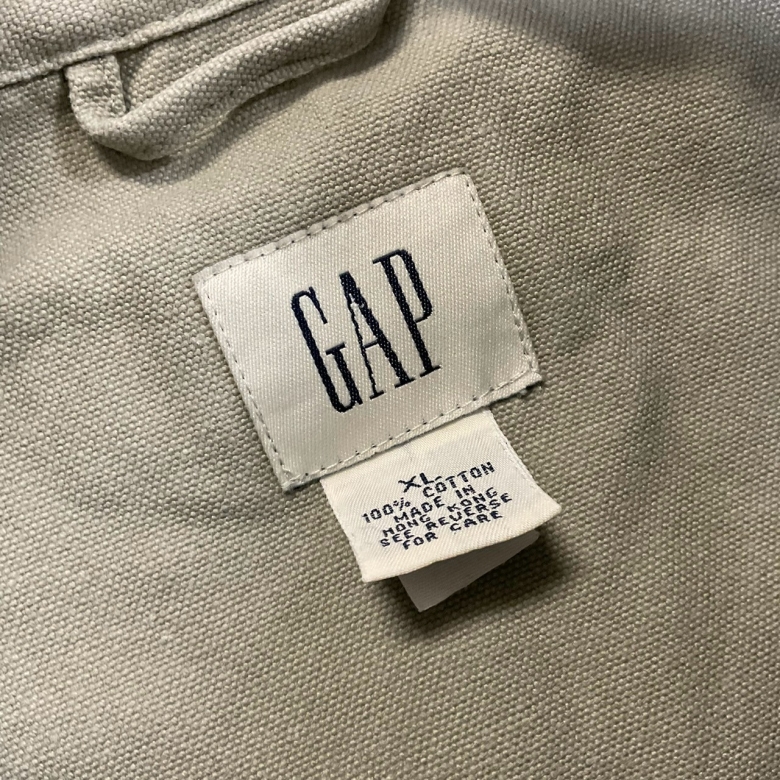 GAP
XL
100% COTTON
MADE IN
HONG KONG
SEE REVERSE
FOR CARE